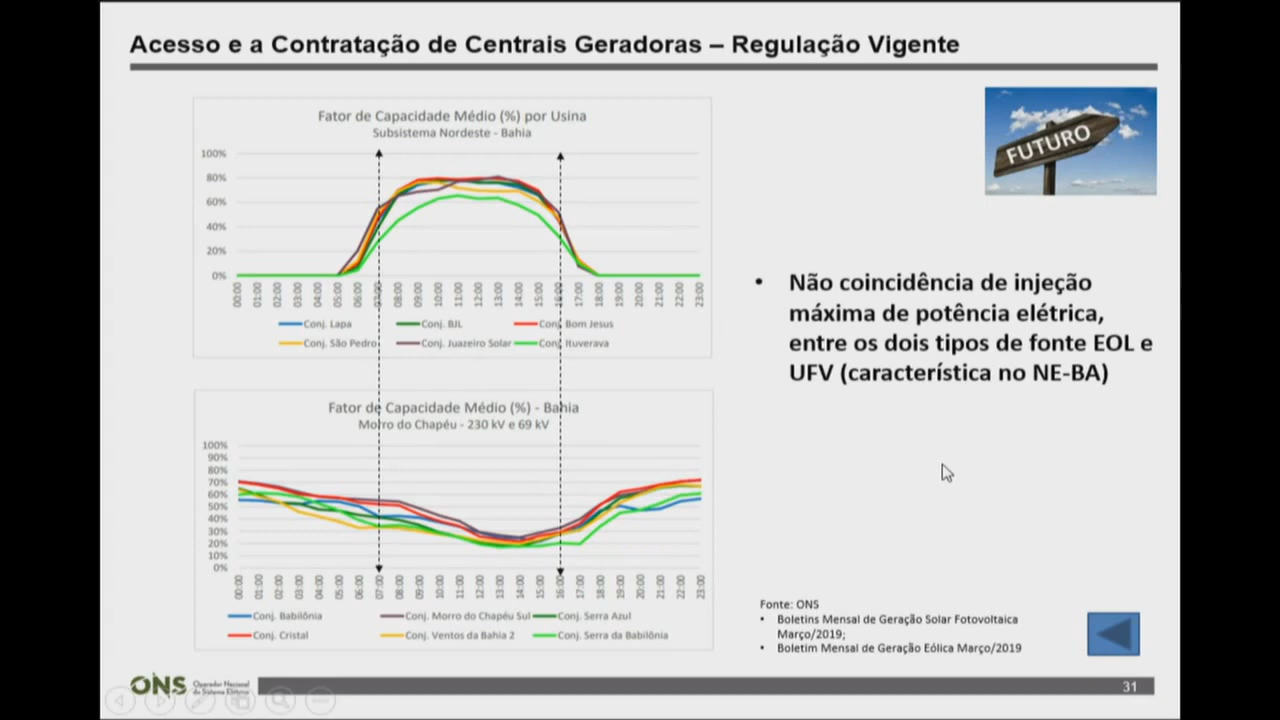 Acesso e a Contratação de Centrais Geradoras – Regulação Vigente
Fator de Capacidade Médio (%) por Usina
Subsistema Nordeste - Bahia
100%
80%
60%
40%
20%
0%
00:00 01:00 02:00 03:00 04:00 05:00 06:00 07:00 08:00 09:00 10:00 11:00 12:00 13:00 14:00 15:00 16:00 17:00 18:00 19:00 20:00 21:00 22:00 23:00
Conj. Lapa Conj. BJL Conj. Bom Jesus
Conj. São Pedro Conj. Juazeiro Solar Conj. Ituverava
FUTURO
• Não coincidência de injeção
máxima de potência elétrica,
entre os dois tipos de fonte EOL e
UFV (característica no NE-BA)
Fator de Capacidade Médio (%) - Bahia
Morro do Chapéu - 230 kV e 69 kV
100%
90%
80%
70%
60%
50%
40%
30%
20%
10%
0%
00:00 01:00 02:00 03:00 04:00 05:00 06:00 07:00 08:00 09:00 10:00 11:00 12:00 13:00 14:00 15:00 16:00 17:00 18:00 19:00 20:00 21:00 22:00 23:00
Conj. Babilônia Conj. Morro do Chapéu Sul Conj. Serra Azul
Conj. Cristal Conj. Ventos da Bahia 2 Conj. Serra da Babilônia
Fonte: ONS
• Boletins Mensal de Geração Solar Fotovoltaica
Março/2019;
• Boletim Mensal de Geração Eólica Março/2019
ONS Operador Nacional
do Sistema Elétrico
31